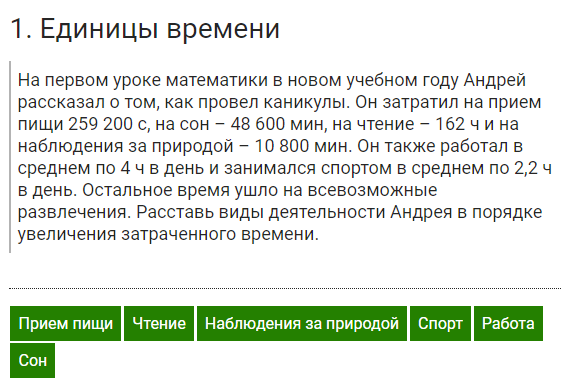 1. Единицы времени
На первом уроке математики в новом учебном году Андрей
рассказал о том, как провел каникулы. Он затратил на прием
пищи 259 200 с, на сон – 48 600 мин, на чтение – 162 ч и на
наблюдения за природой – 10 800 мин. Он также работал в
среднем по 4 ч в день и занимался спортом в среднем по 2,2 ч
в день. Остальное время ушло на всевозможные
развлечения. Расставь виды деятельности Андрея в порядке
увеличения затраченного времени.
Прием пищи Чтение Наблюдения за природой Спорт Работа
Сон